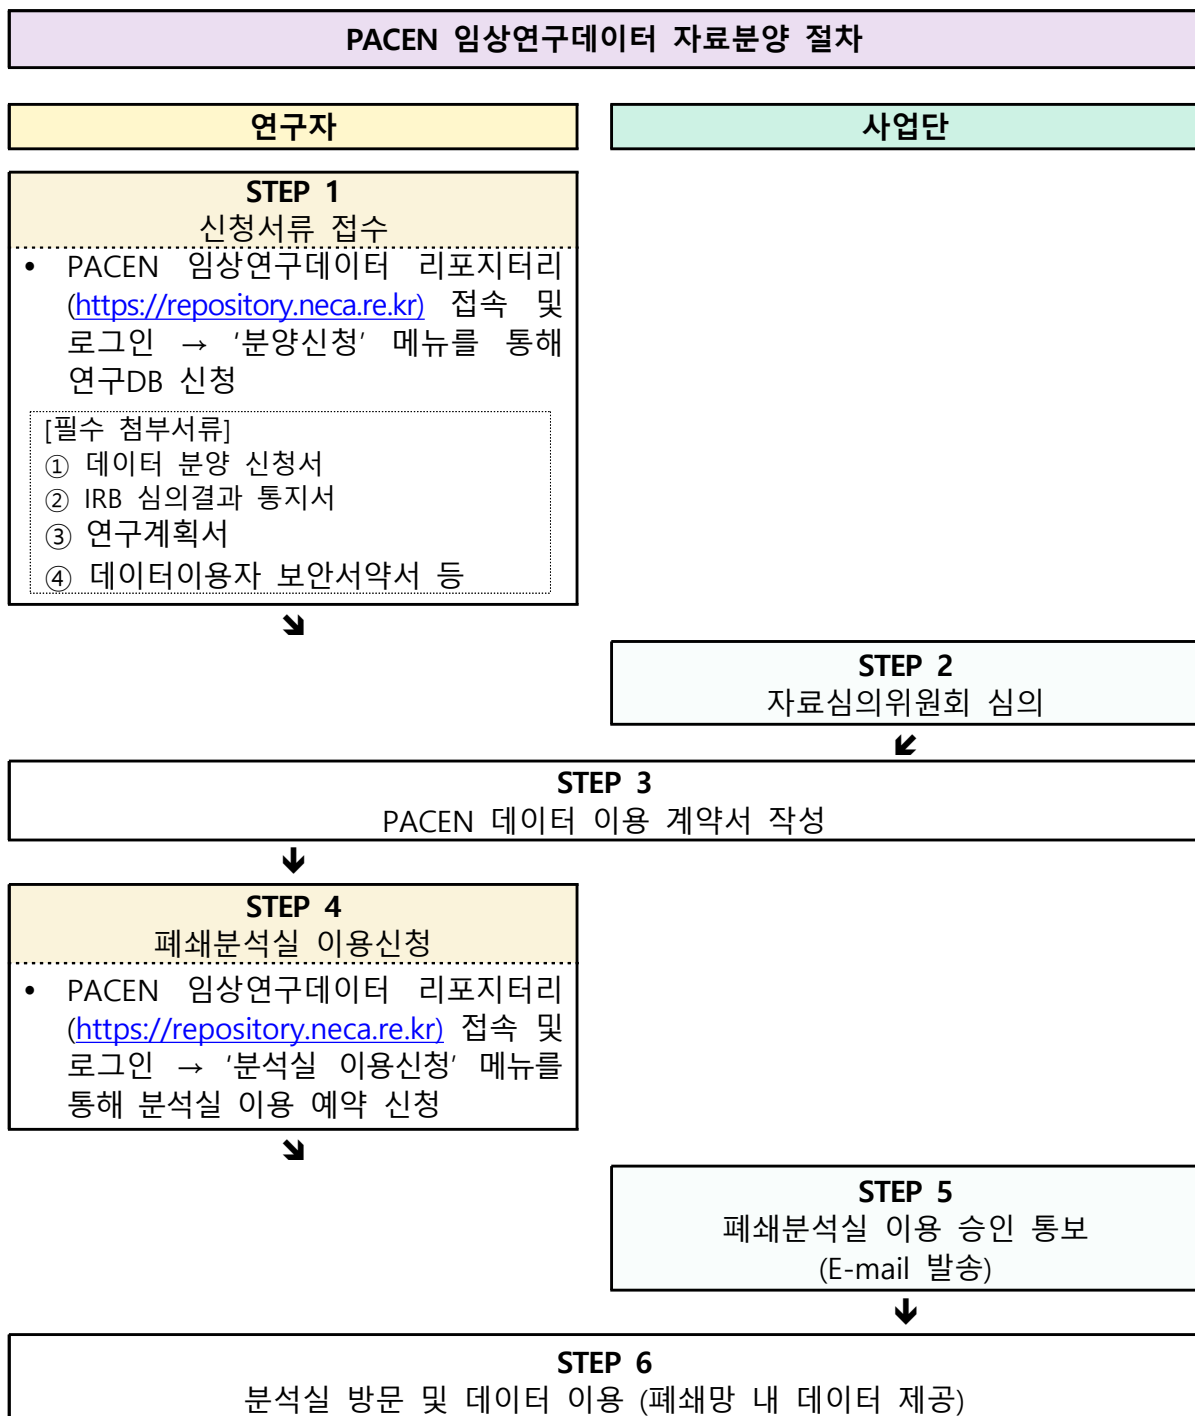 PACEN 임상연구데이터 자료분양 절차
연구자
사업단
STEP 1
신청서류 접수
• PACEN 임상연구데이터 리포지터리
(https://repository.neca.re.kr) 접속 및
로그인 → ‘분양신청’ 메뉴를 통해
연구DB 신청
[필수 첨부서류]
① 데이터 분양 신청서
② IRB 심의결과 통지서
③ 연구계획서
④ 데이터이용자 보안서약서 등
STEP 2
자료심의위원회 심의
STEP 3
PACEN 데이터 이용 계약서 작성
STEP 4
폐쇄분석실 이용신청
• PACEN 임상연구데이터 리포지터리
(https://repository.neca.re.kr) 접속 및
로그인 → ‘분석실 이용신청’ 메뉴를
통해 분석실 이용 예약 신청
STEP 5
폐쇄분석실 이용 승인 통보
(E-mail 발송)
STEP 6
분석실 방문 및 데이터 이용 (폐쇄망 내 데이터 제공)